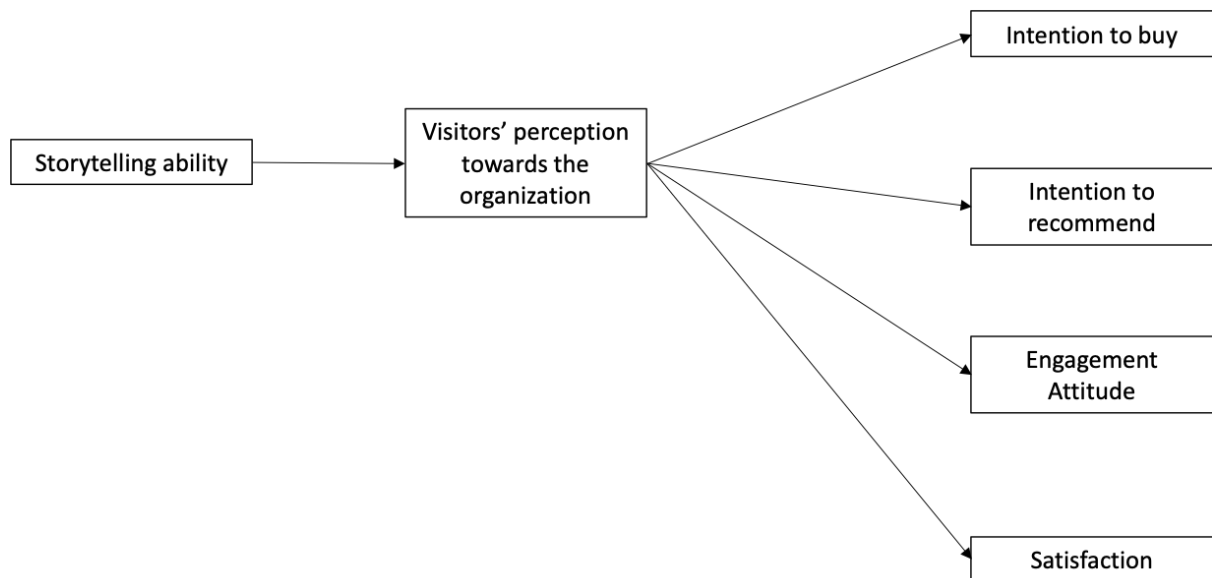 Intention to buy
Storytelling ability
Visitors’ perception
towards the
organization
Intention to
recommend
Engagement
Attitude
Satisfaction